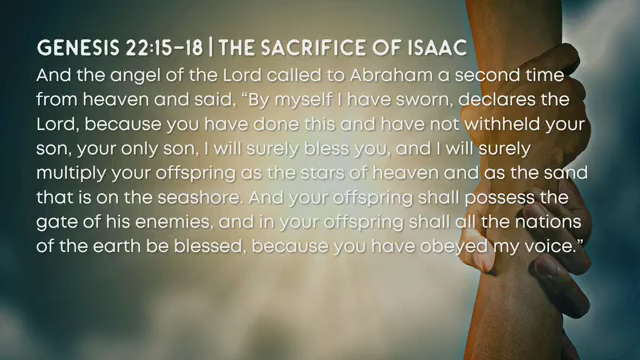 GENESIS 22:15-18 | THE SACRIFICE OF ISAAC
And the angel of the Lord called to Abraham a second time
from heaven and said, “By myself I have sworn, declares the
Lord, because you have done this and have not withheld your
son, your only son, I will surely bless you, and I will surely
multiply your offspring as the stars of heaven and as the sand
that is on the seashore. And your offspring shall possess the
gate of his enemies, and in your offspring shall all the nations
of the earth be blessed, because you have obeyed my voice.”